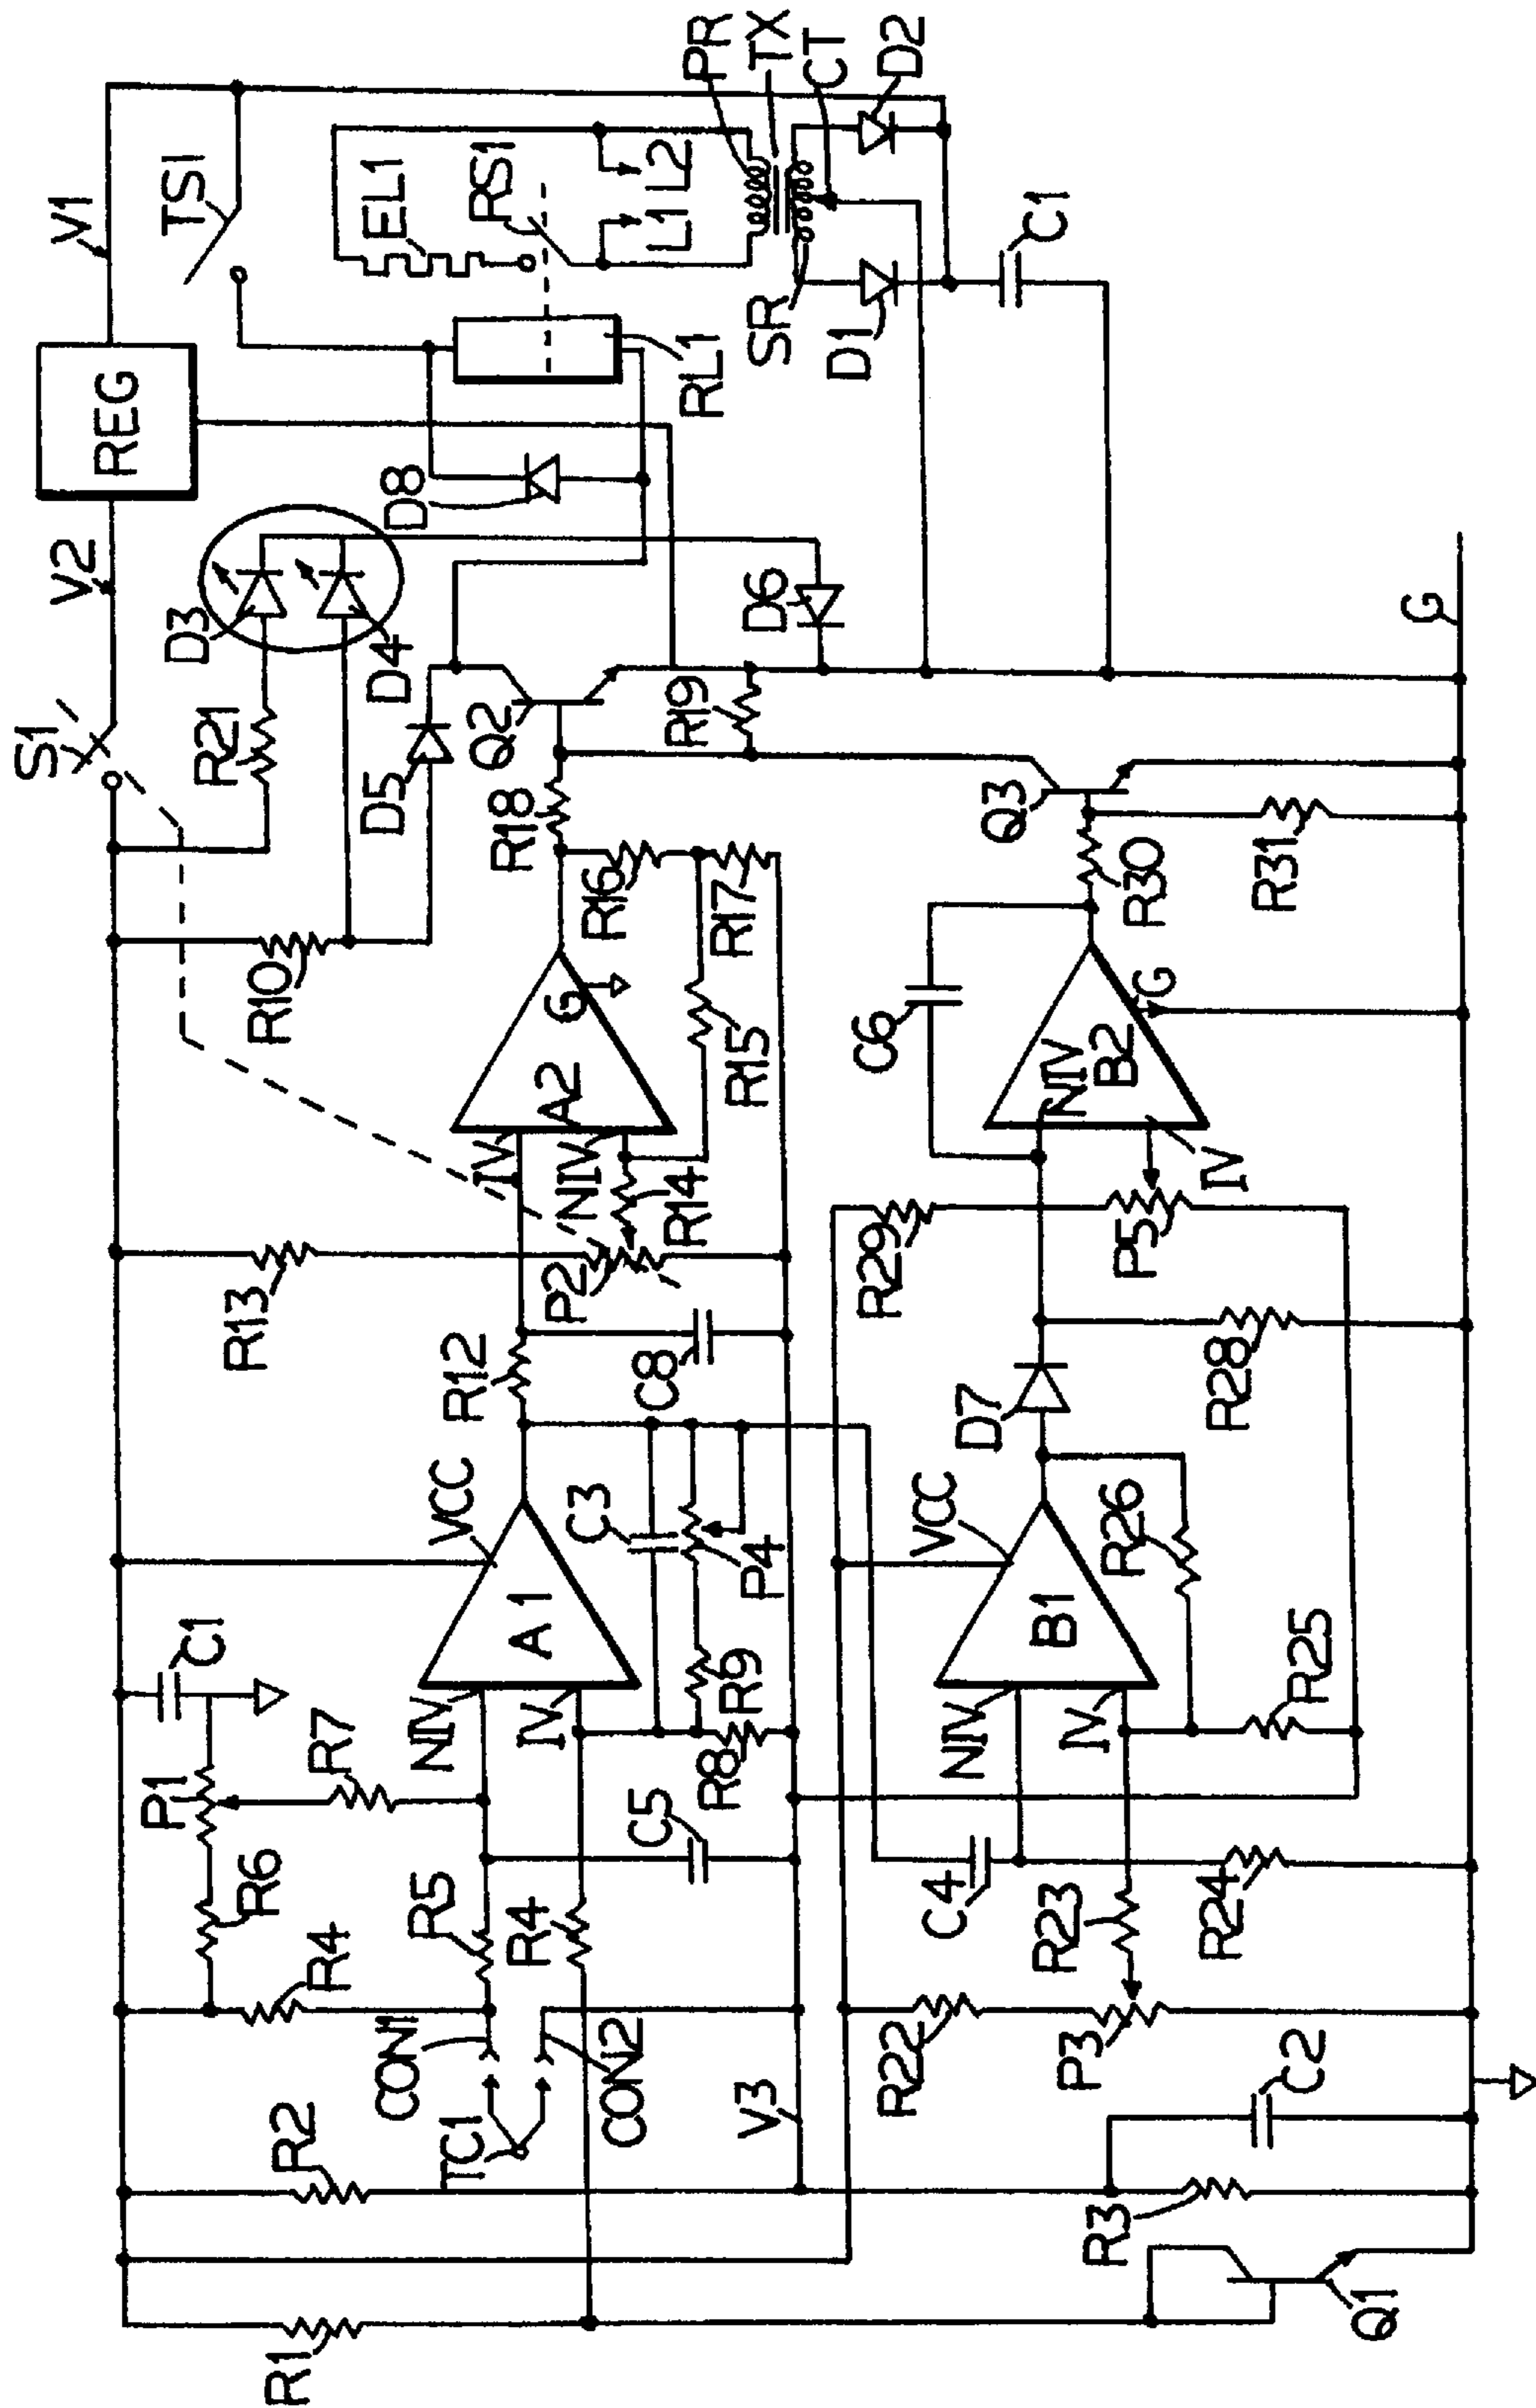 S1
V2
REG
V1
TS1
D3
D4
R21
D5
Q2
R18
D8
RL1
EL1
RS1
L1
L2
PR
TX
CT
D2
SR
D1
C1
D6
R19
Q3
R30
R31
G
R10
R16
R17
R15
A2
G
IV
NIV
R14
P2
R13
C8
R12
VCC
C3
P4
A1
NIV
IV
R9
R8
C1
P1
R7
R6
R4
R5
R4
C5
CON1
CON2
TC1
V3
R2
R1
C6
NIV
B2
G
IV
P5
R29
R28
D7
VCC
R26
B1
NIV
IV
R25
C4
R23
R24
R22
P3
C2
R3
Q1